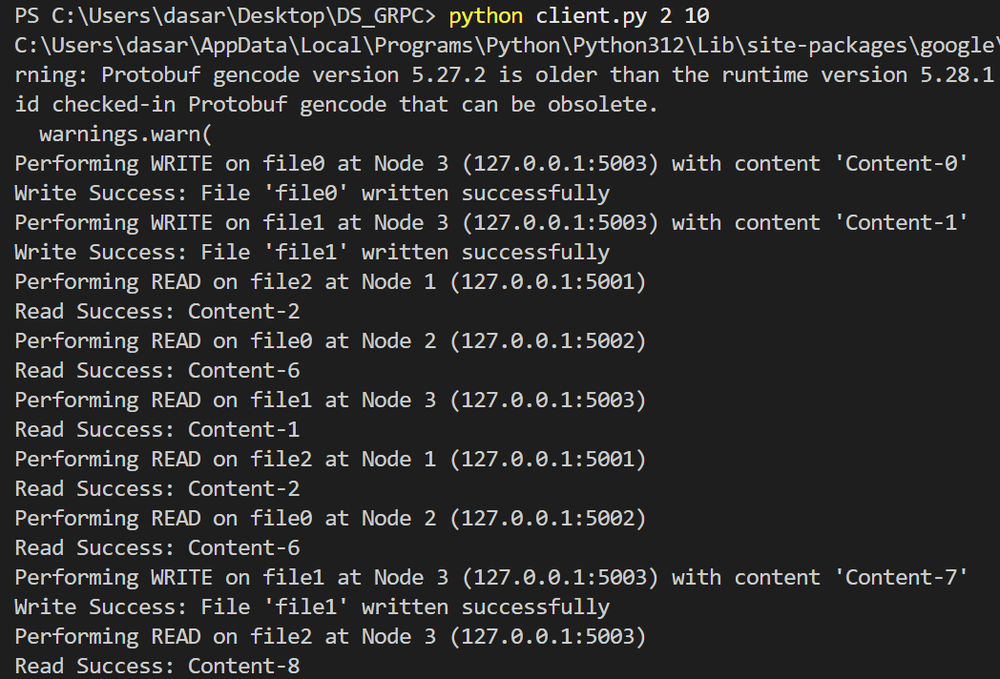 PS C:\Users\dasar\Desktop\DS_GRPC> python client.py 2 10
C:\Users\dasar\AppData\Local\Programs\Python\Python312\Lib\site-packages\google\
rning: Protobuf gencode version 5.27.2 is older than the runtime version 5.28.1
id checked-in Protobuf gencode that can be obsolete.
  warnings.warn(
Performing WRITE on file0 at Node 3 (127.0.0.1:5003) with content 'Content-0'
Write Success: File 'file0' written successfully
Performing WRITE on file1 at Node 3 (127.0.0.1:5003) with content 'Content-1'
Write Success: File 'file1' written successfully
Performing READ on file2 at Node 1 (127.0.0.1:5001)
Read Success: Content-2
Performing READ on file0 at Node 2 (127.0.0.1:5002)
Read Success: Content-6
Performing READ on file1 at Node 3 (127.0.0.1:5003)
Read Success: Content-1
Performing READ on file2 at Node 1 (127.0.0.1:5001)
Read Success: Content-2
Performing READ on file0 at Node 2 (127.0.0.1:5002)
Read Success: Content-6
Performing WRITE on file1 at Node 3 (127.0.0.1:5003) with content 'Content-7'
Write Success: File 'file1' written successfully
Performing READ on file2 at Node 3 (127.0.0.1:5003)
Read Success: Content-8